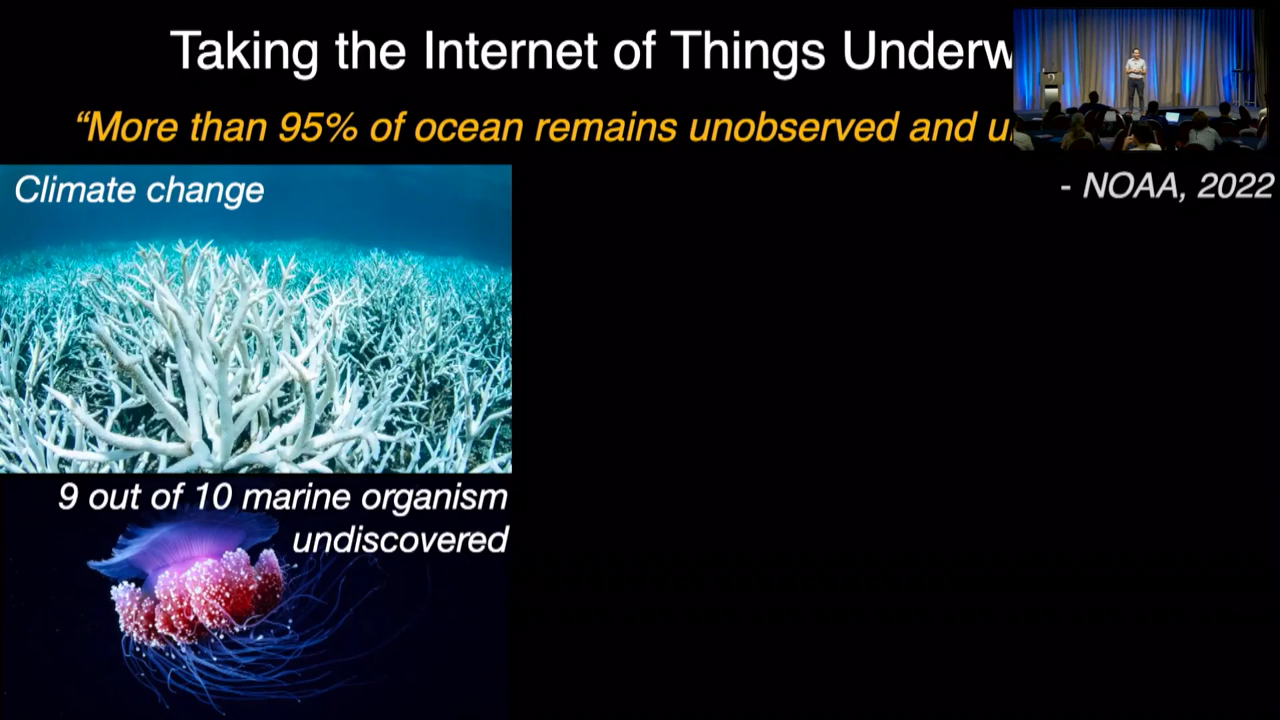 Taking the Internet of Things Underw
“More than 95% of ocean remains unobserved and u
- NOAA, 2022
Climate change
9 out of 10 marine organism
undiscovered